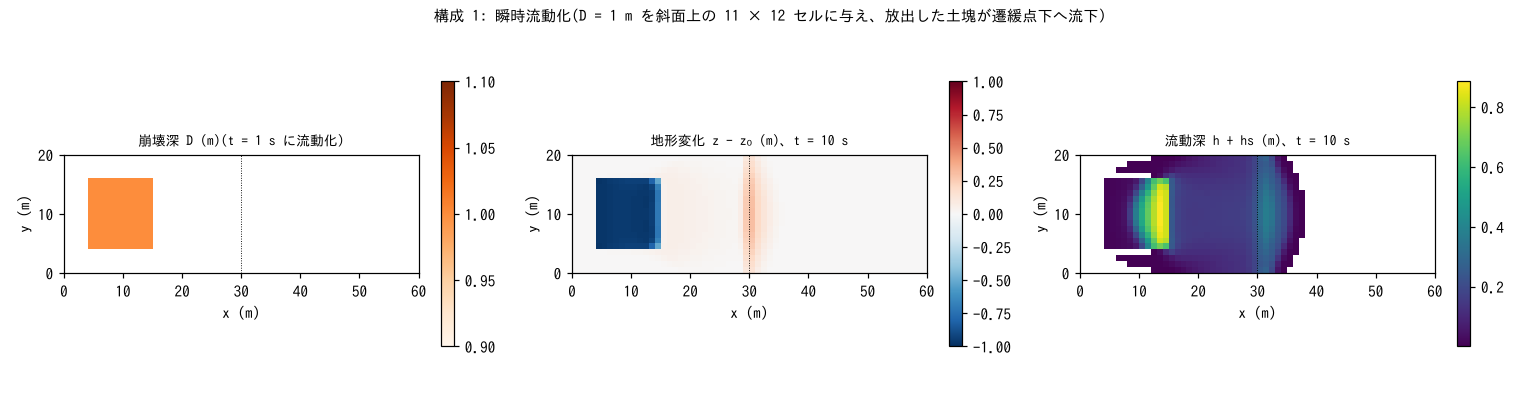 構成 1: 瞬時流動化(D = 1 m を斜面上の 11 × 12 セルに与え、放出した土塊が遷緩点下へ流下)
崩壊深 D (m)(t = 1 s に流動化)
20
10
0
y (m)
0 10 20 30 40 50 60
x (m)
1.10
1.05
1.00
0.95
0.90
地形変化 z − z₀ (m)、t = 10 s
20
10
0
y (m)
0 10 20 30 40 50 60
x (m)
1.00
0.75
0.50
0.25
0.00
−0.25
−0.50
−0.75
−1.00
流動深 h + hs (m)、t = 10 s
20
10
0
y (m)
0 10 20 30 40 50 60
x (m)
0.8
0.6
0.4
0.2